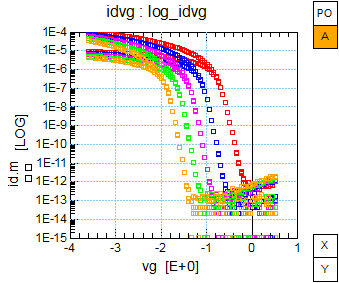 idvg : log_idvg
PO
A
1E-4
1E-5
1E-6
1E-7
1E-8
1E-9
1E-10
1E-11
1E-12
1E-13
1E-14
1E-15
id.m [LOG]
-4 -3 -2 -1 0 1
vg [E+0]
X
Y